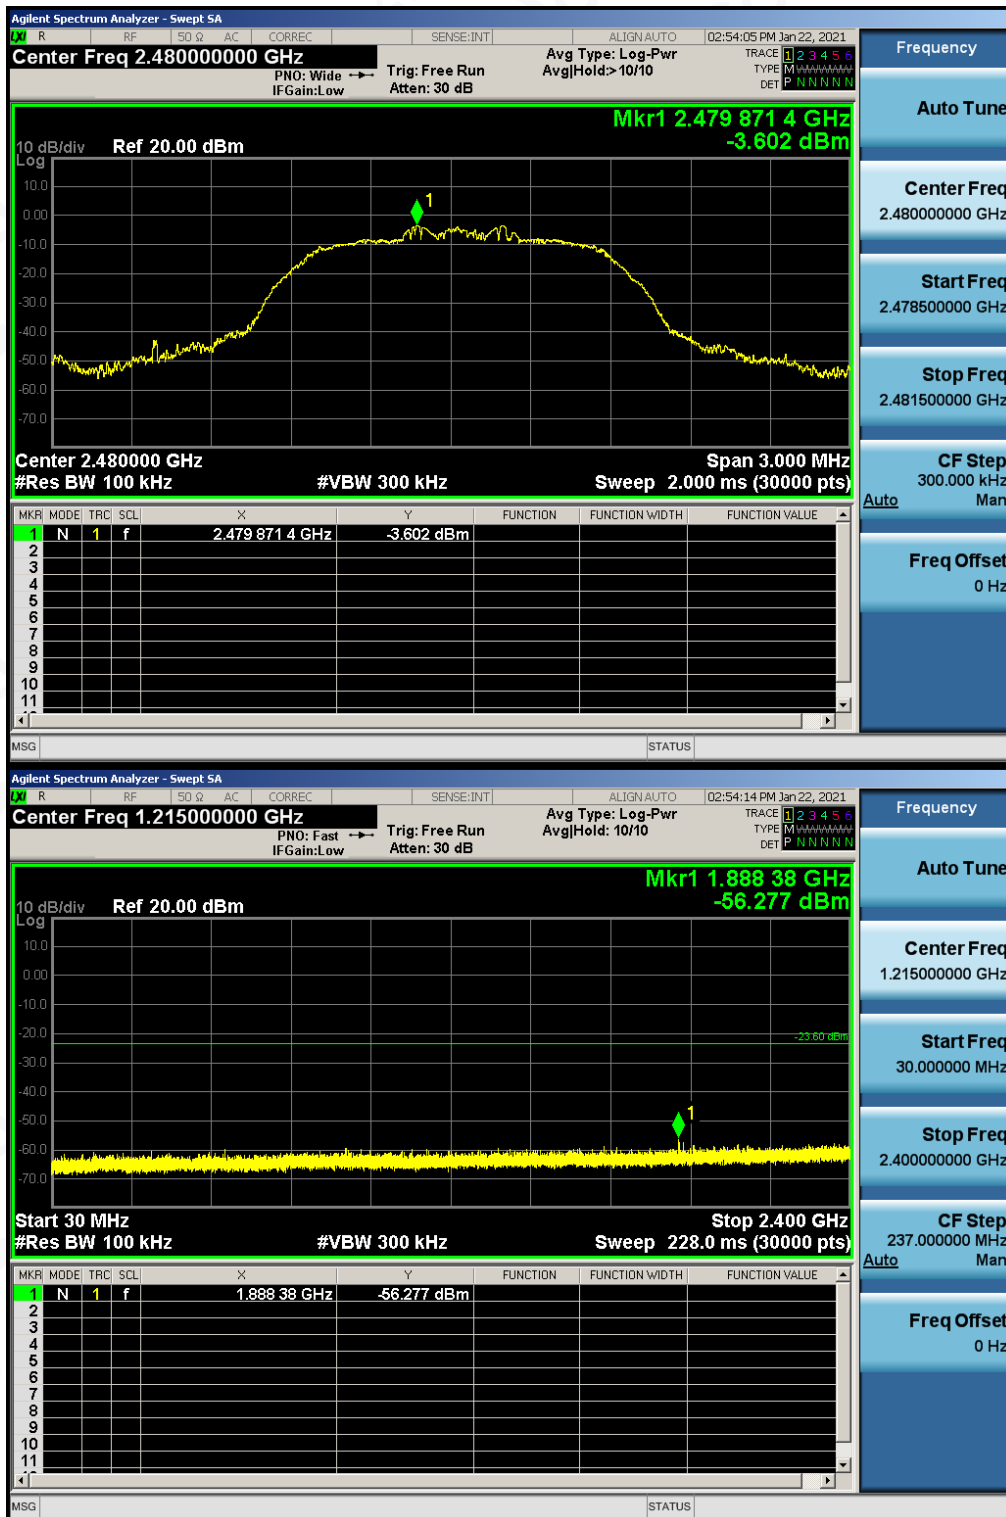 Agilent Spectrum Analyzer - Swept SA
LXI R RF 50 Ω AC CORREC SENSE:INT ALIGN AUTO 02:54:05 PM Jan 22, 2021
Center Freq 2.480000000 GHz
PNO: Wide
IFGain:Low
Trig: Free Run
Atten: 30 dB
Avg Type: Log-Pwr
Avg|Hold:> 10/10
TRACE 1 2 3 4 5 6
TYPE M
DET P N N N N N
Mkr1 2.479 871 4 GHz
-3.602 dBm
10 dB/div Ref 20.00 dBm
Log
10.0
0.00
-10.0
-20.0
-30.0
-40.0
-50.0
-60.0
-70.0
1
Center 2.480000 GHz Span 3.000 MHz
#Res BW 100 kHz #VBW 300 kHz Sweep 2.000 ms (30000 pts)
MKR MODE TRC SCL X Y FUNCTION FUNCTION WIDTH FUNCTION VALUE
1 N 1 f 2.479 871 4 GHz -3.602 dBm
2
3
4
5
6
7
8
9
10
11
MSG STATUS
Frequency
Auto Tune
Center Freq
2.480000000 GHz
Start Freq
2.478500000 GHz
Stop Freq
2.481500000 GHz
CF Step
300.000 kHz
Auto Man
Freq Offset
0 Hz
Agilent Spectrum Analyzer - Swept SA
LXI R RF 50 Ω AC CORREC SENSE:INT ALIGN AUTO 02:54:14 PM Jan 22, 2021
Center Freq 1.215000000 GHz
PNO: Fast
IFGain:Low
Trig: Free Run
Atten: 30 dB
Avg Type: Log-Pwr
Avg|Hold: 10/10
TRACE 1 2 3 4 5 6
TYPE M
DET P N N N N N
Mkr1 1.888 38 GHz
-56.277 dBm
10 dB/div Ref 20.00 dBm
Log
10.0
0.00
-10.0
-20.0
-30.0
-40.0
-50.0
-60.0
-70.0
-23.60 dBm
1
Start 30 MHz Stop 2.400 GHz
#Res BW 100 kHz #VBW 300 kHz Sweep 228.0 ms (30000 pts)
MKR MODE TRC SCL X Y FUNCTION FUNCTION WIDTH FUNCTION VALUE
1 N 1 f 1.888 38 GHz -56.277 dBm
2
3
4
5
6
7
8
9
10
11
MSG STATUS
Frequency
Auto Tune
Center Freq
1.215000000 GHz
Start Freq
30.000000 MHz
Stop Freq
2.400000000 GHz
CF Step
237.000000 MHz
Auto Man
Freq Offset
0 Hz